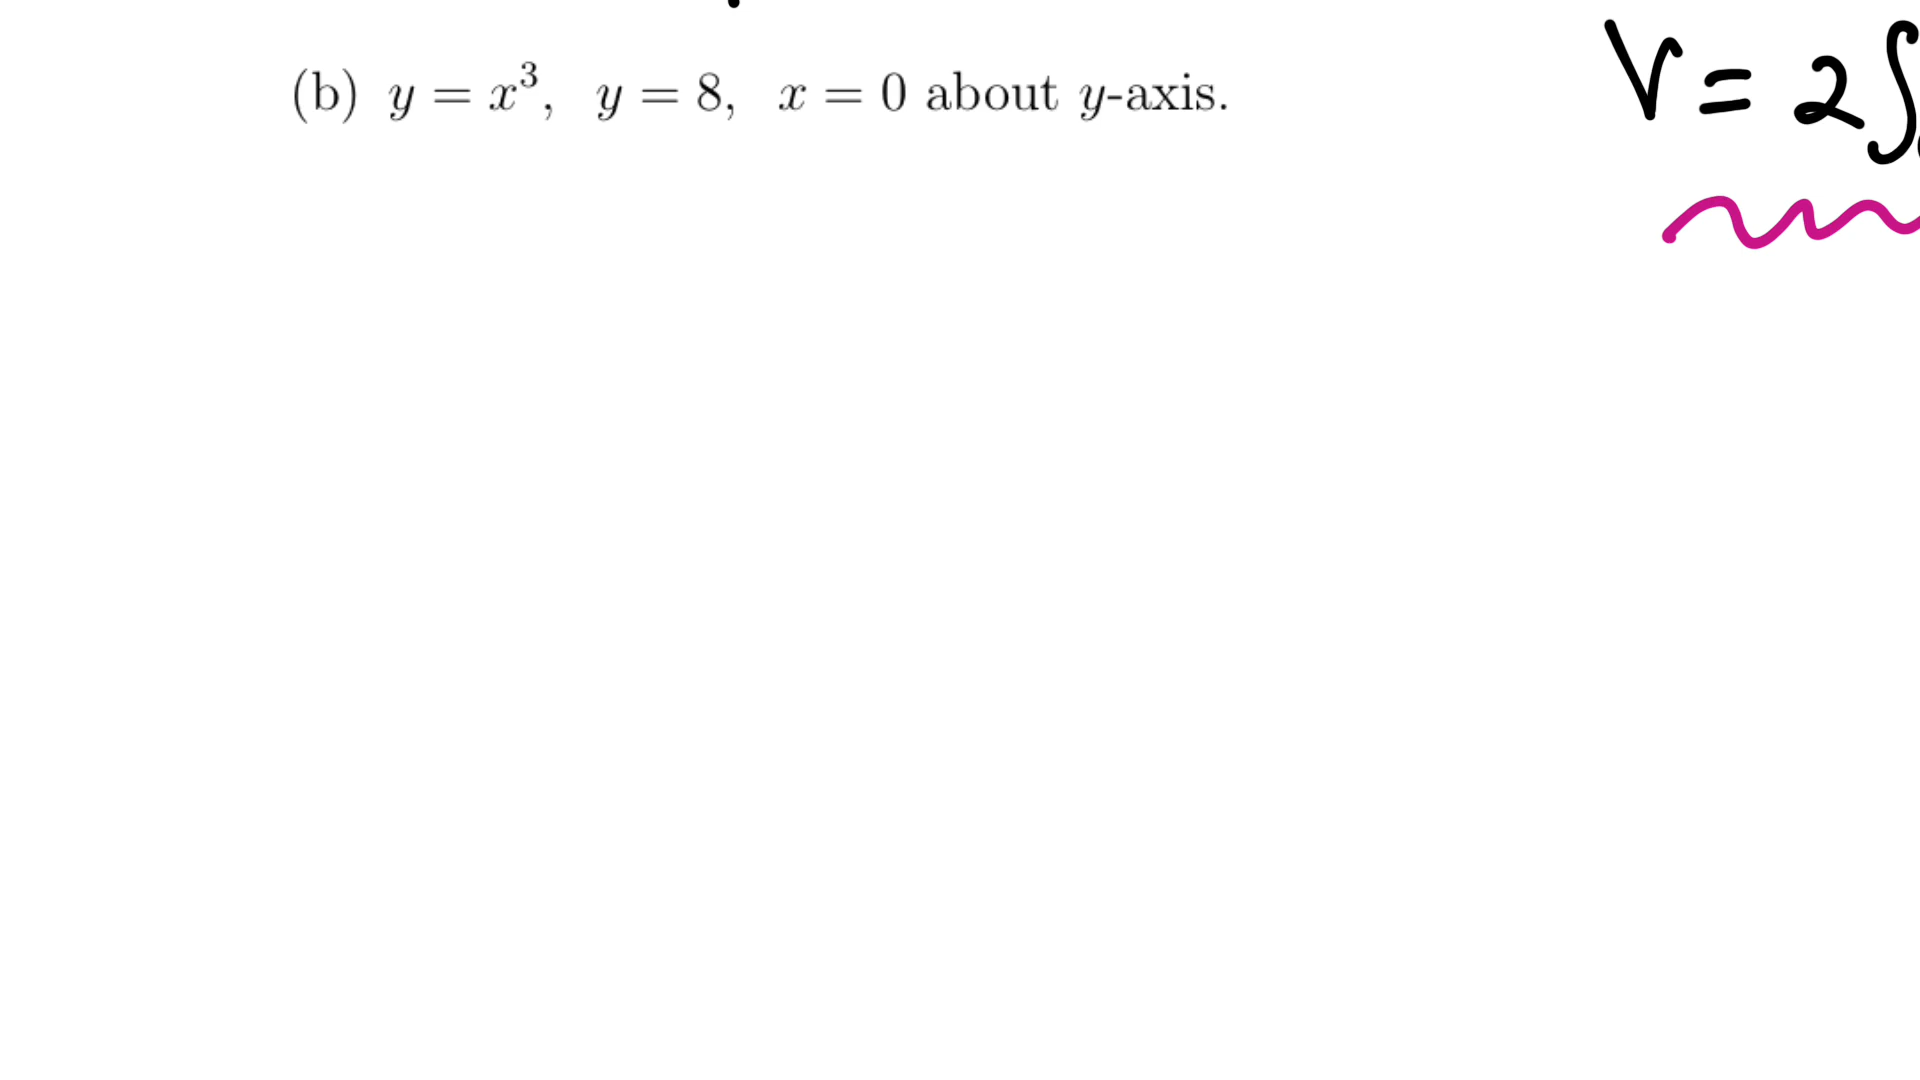 (b) y = x³, y = 8, x = 0 about y-axis.
V = 2∫